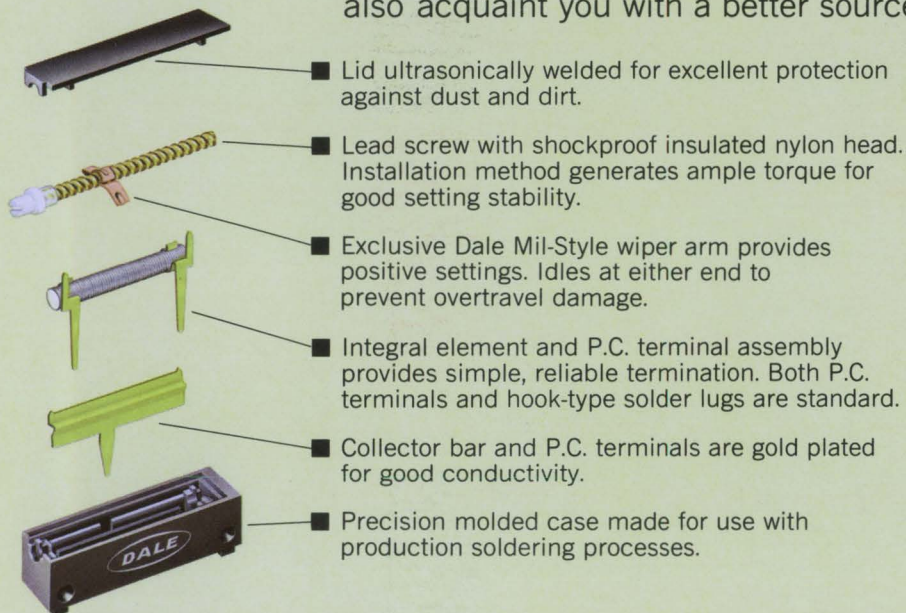 also acquaint you with a better source
■ Lid ultrasonically welded for excellent protection
against dust and dirt.
■ Lead screw with shockproof insulated nylon head.
Installation method generates ample torque for
good setting stability.
■ Exclusive Dale Mil-Style wiper arm provides
positive settings. Idles at either end to
prevent overtravel damage.
■ Integral element and P.C. terminal assembly
provides simple, reliable termination. Both P.C.
terminals and hook-type solder lugs are standard.
■ Collector bar and P.C. terminals are gold plated
for good conductivity.
■ Precision molded case made for use with
production soldering processes.
DALE